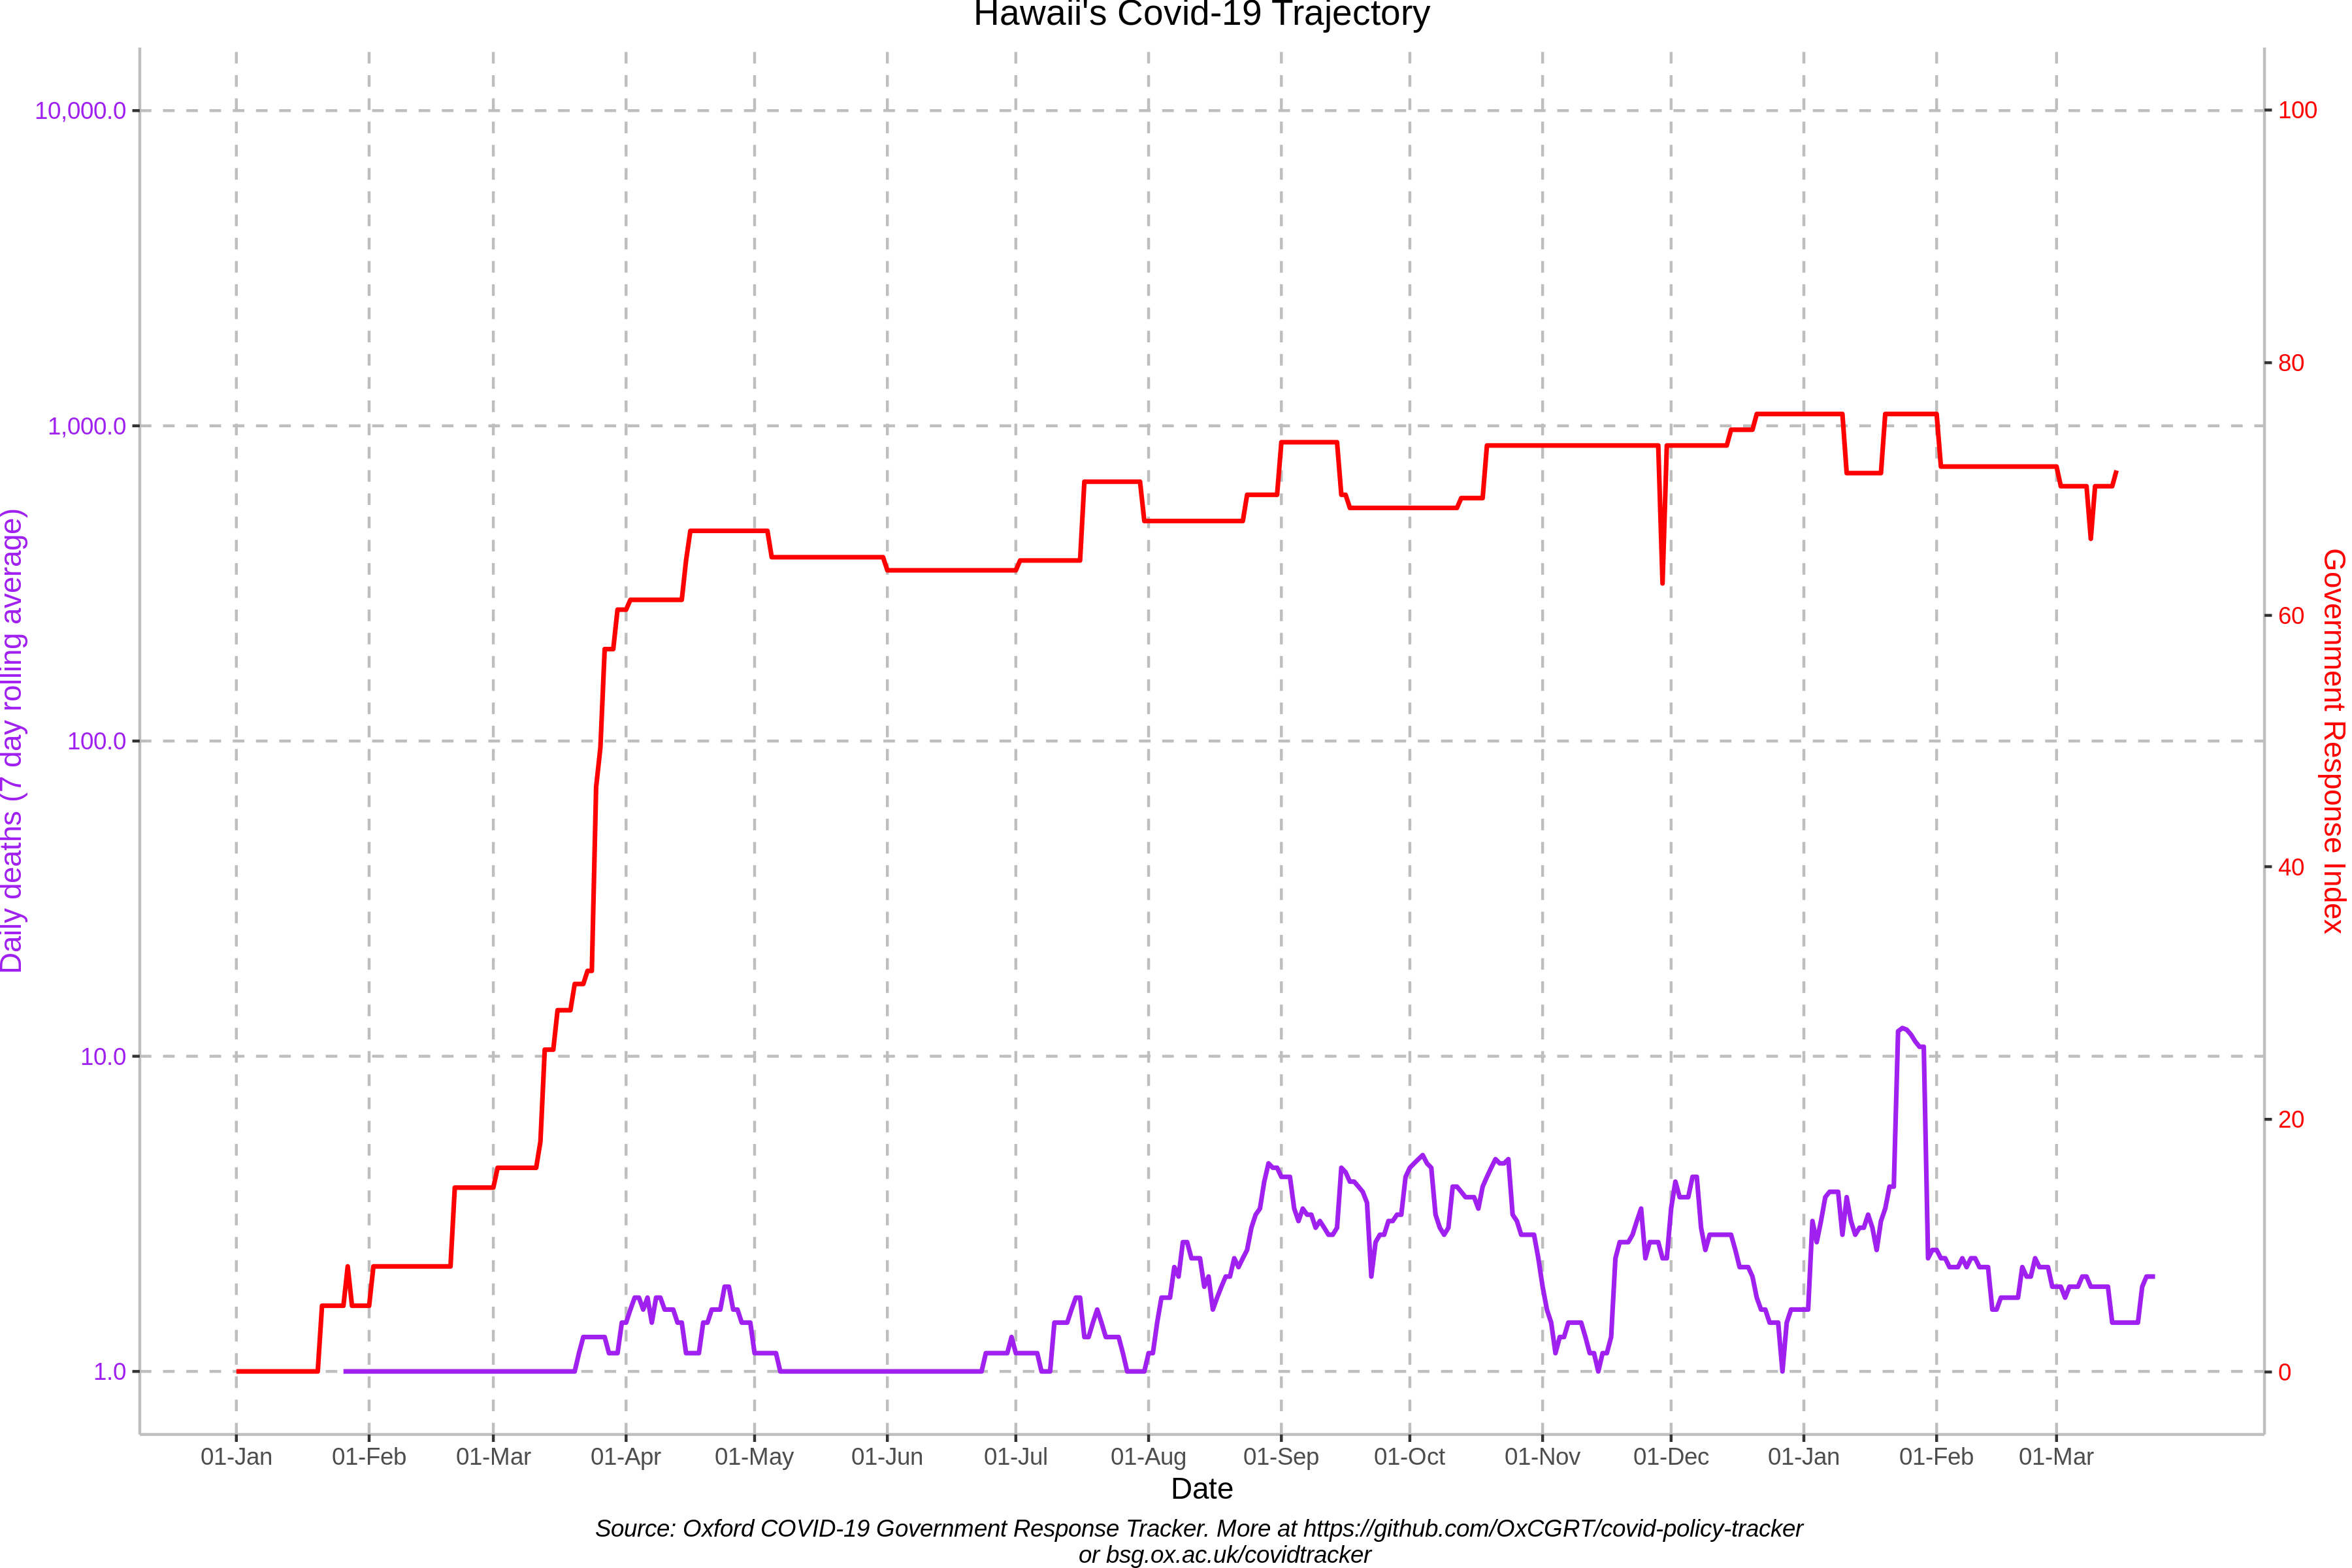 Hawaii's Covid-19 Trajectory
10,000.0
1,000.0
100.0
10.0
1.0
Daily deaths (7 day rolling average)
100
80
60
40
20
0
Government Response Index
01-Jan 01-Feb 01-Mar 01-Apr 01-May 01-Jun 01-Jul 01-Aug 01-Sep 01-Oct 01-Nov 01-Dec 01-Jan 01-Feb 01-Mar
Date
Source: Oxford COVID-19 Government Response Tracker. More at https://github.com/OxCGRT/covid-policy-tracker
or bsg.ox.ac.uk/covidtracker